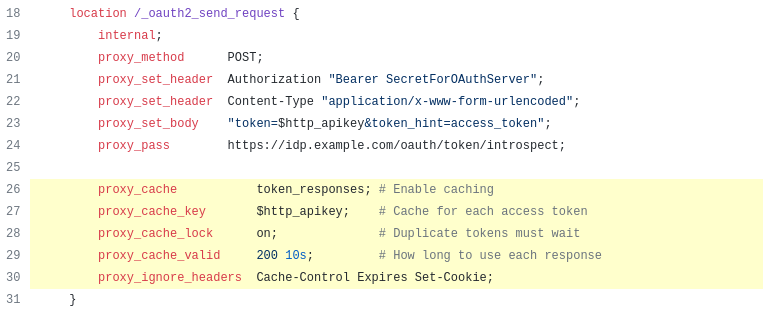 18 location /_oauth2_send_request {
19 internal;
20 proxy_method POST;
21 proxy_set_header Authorization "Bearer SecretForOAuthServer";
22 proxy_set_header Content-Type "application/x-www-form-urlencoded";
23 proxy_set_body "token=$http_apikey&token_hint=access_token";
24 proxy_pass https://idp.example.com/oauth/token/introspect;
25
26 proxy_cache token_responses; # Enable caching
27 proxy_cache_key $http_apikey; # Cache for each access token
28 proxy_cache_lock on; # Duplicate tokens must wait
29 proxy_cache_valid 200 10s; # How long to use each response
30 proxy_ignore_headers Cache-Control Expires Set-Cookie;
31 }